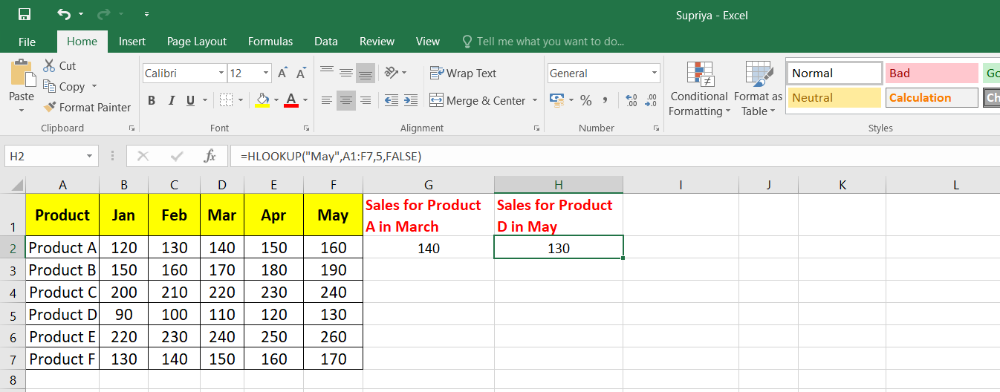 Supriya - Excel
File Home Insert Page Layout Formulas Data Review View Tell me what you want to do...
Paste
Cut
Copy
Format Painter
Clipboard
Calibri 12 A A
B I U A
Font
Wrap Text
Merge & Center
Alignment
General
% , .0 .00 .00 .0
Number
Conditional Formatting
Format as Table
Normal Bad
Neutral Calculation
Styles
H2 fx =HLOOKUP("May",A1:F7,5,FALSE)
A B C D E F G H I J K L
1 Product Jan Feb Mar Apr May Sales for Product A in March Sales for Product D in May
2 Product A 120 130 140 150 160 140 130
3 Product B 150 160 170 180 190
4 Product C 200 210 220 230 240
5 Product D 90 100 110 120 130
6 Product E 220 230 240 250 260
7 Product F 130 140 150 160 170
8